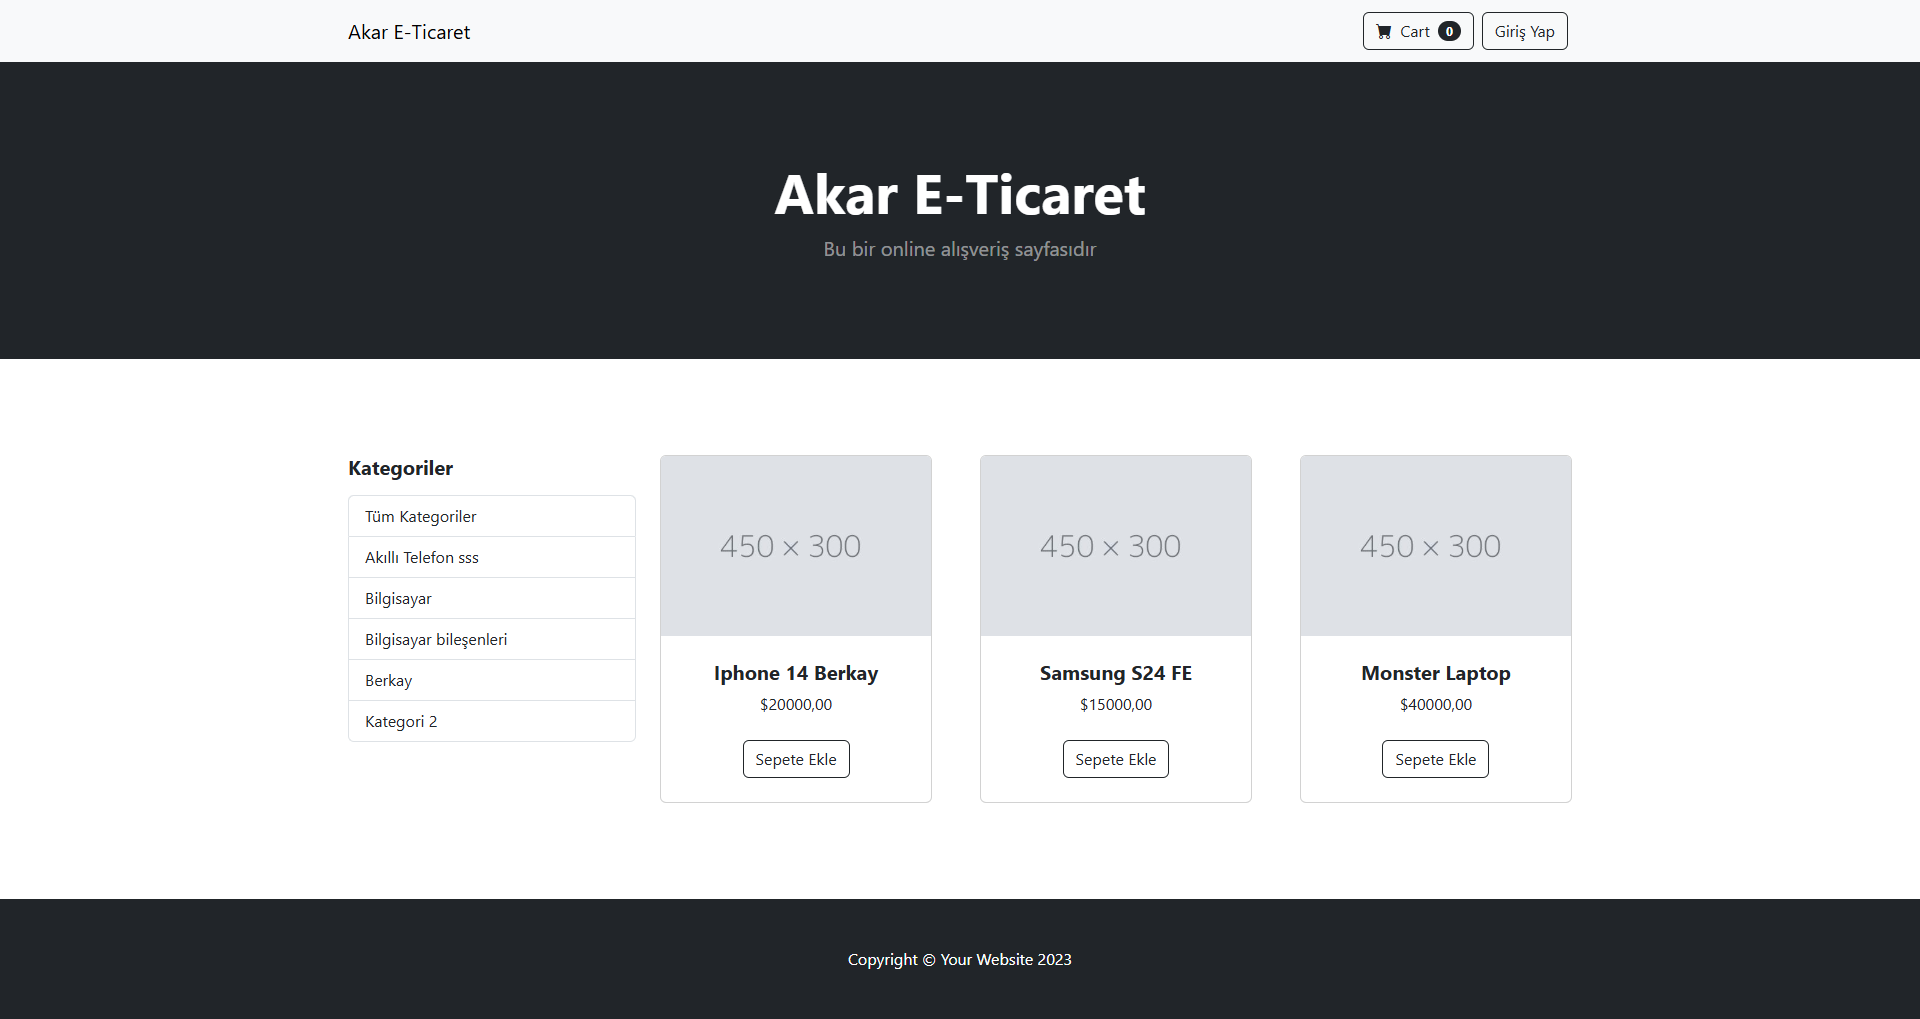 Akar E-Ticaret
Cart 0
Giriş Yap
Akar E-Ticaret
Bu bir online alışveriş sayfasıdır
Kategoriler
Tüm Kategoriler
Akıllı Telefon sss
Bilgisayar
Bilgisayar bileşenleri
Berkay
Kategori 2
450 × 300
Iphone 14 Berkay
$20000,00
Sepete Ekle
450 × 300
Samsung S24 FE
$15000,00
Sepete Ekle
450 × 300
Monster Laptop
$40000,00
Sepete Ekle
Copyright © Your Website 2023